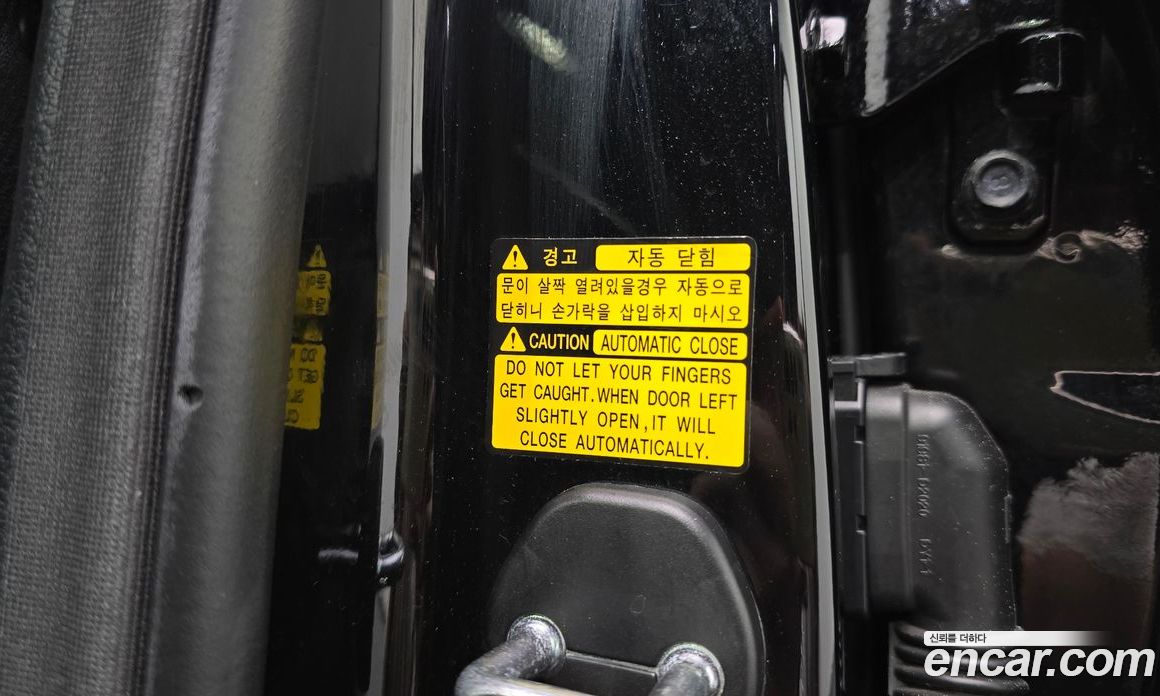 경고 자동 닫힘
문이 살짝 열려있을경우 자동으로
닫히니 손가락을 삽입하지 마시오
CAUTION AUTOMATIC CLOSE
DO NOT LET YOUR FINGERS
GET CAUGHT.WHEN DOOR LEFT
SLIGHTLY OPEN,IT WILL
CLOSE AUTOMATICALLY.
신뢰를 더하다
encar.com